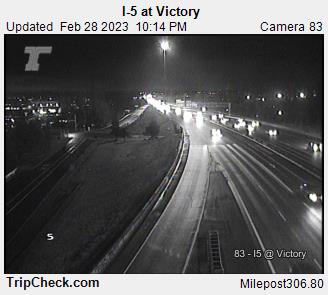 I-5 at Victory
Updated Feb 28 2023 10:14 PM Camera 83
T
S
83 - I5 @ Victory
TripCheck.com Milepost306.80